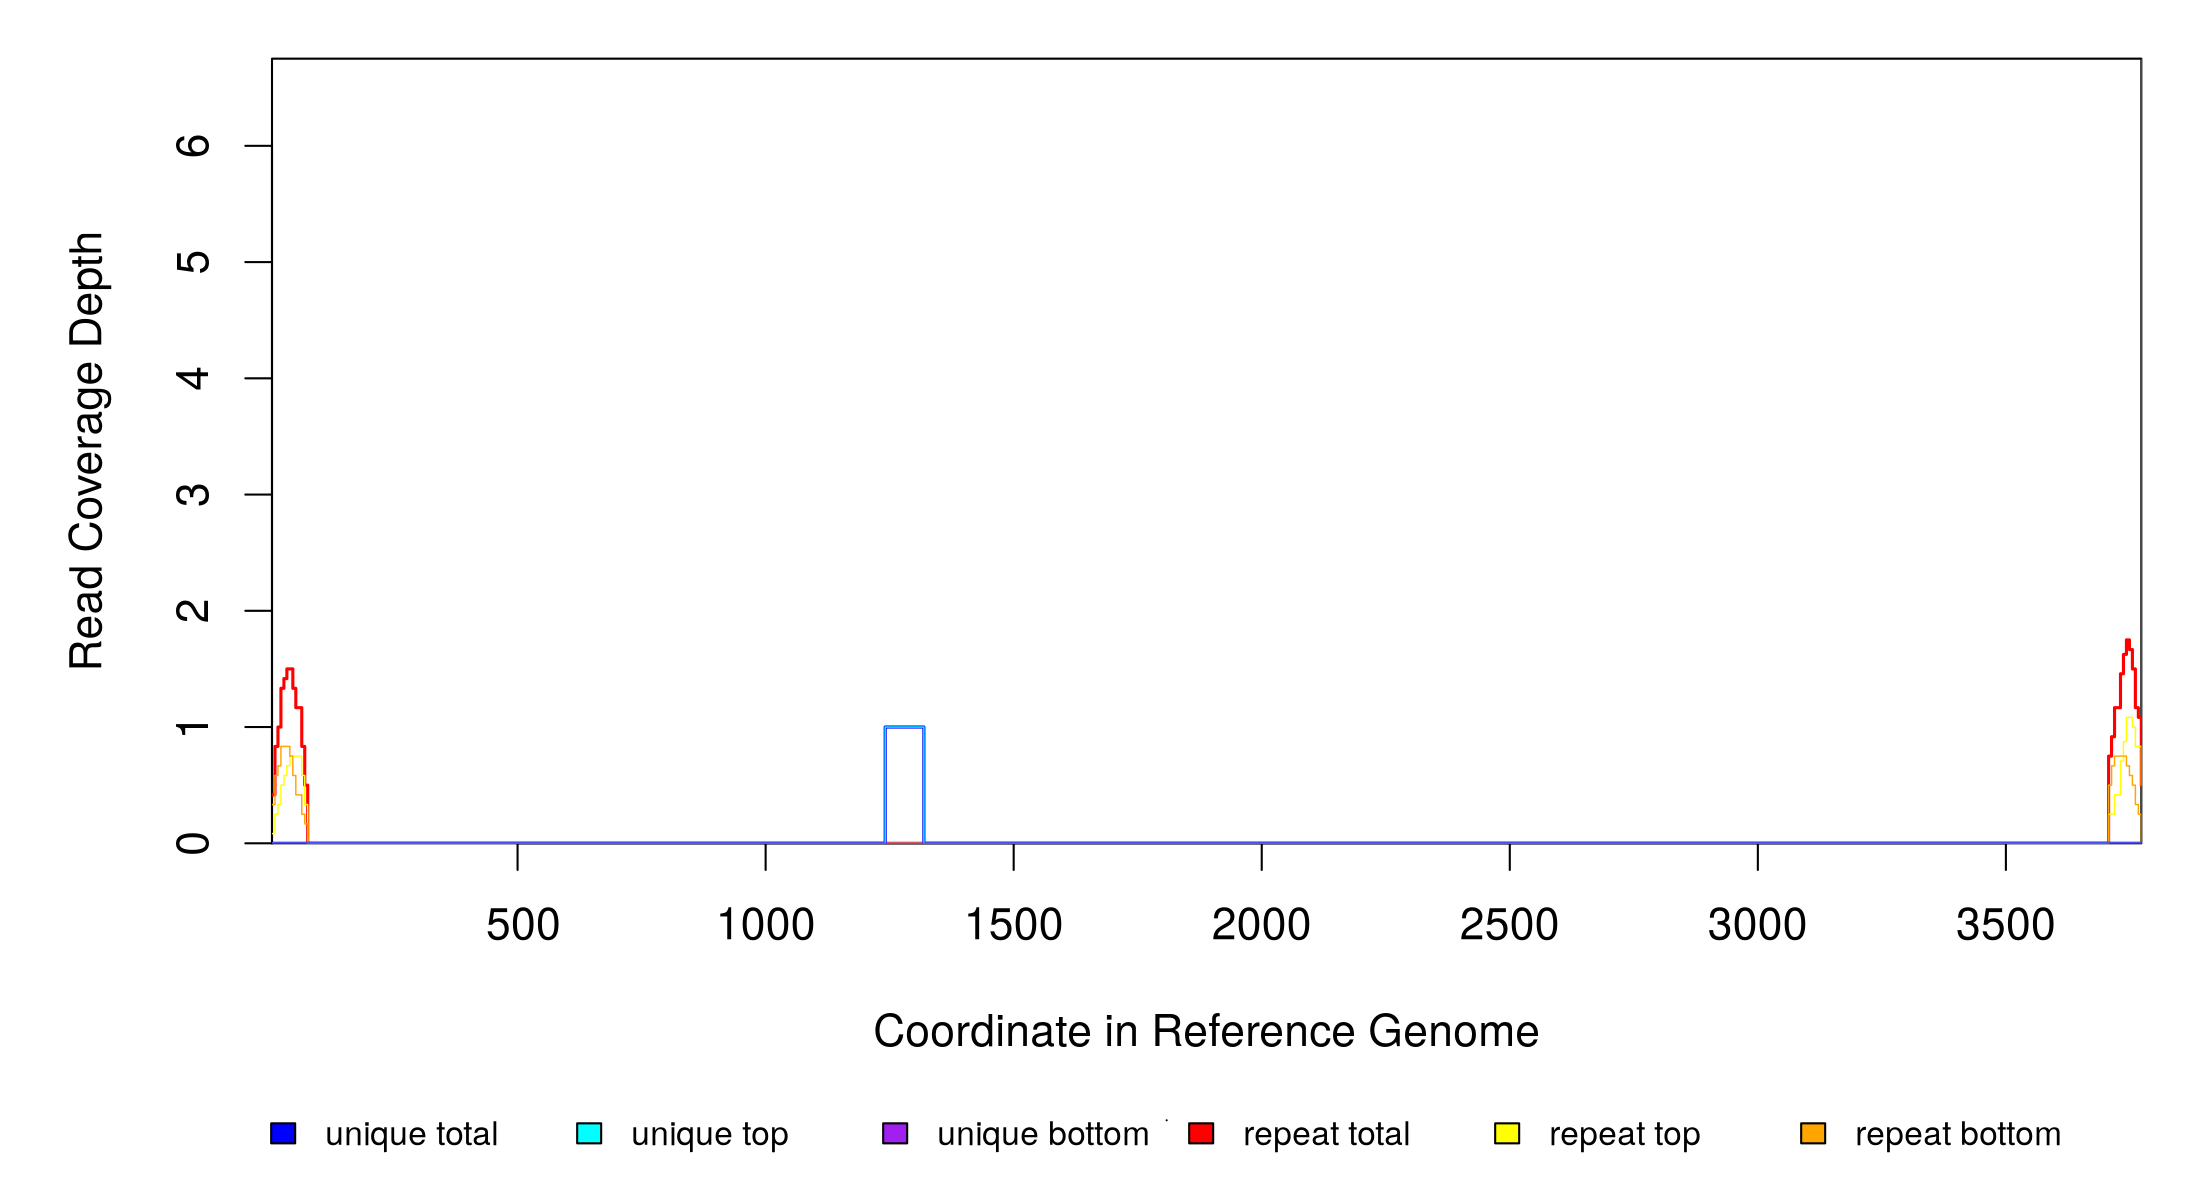 Read Coverage Depth
6
5
4
3
2
1
0
500 1000 1500 2000 2500 3000 3500
Coordinate in Reference Genome
unique total unique top unique bottom repeat total repeat top repeat bottom